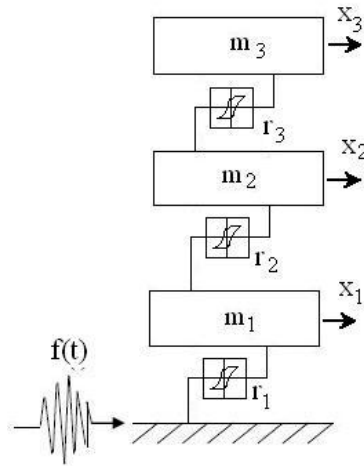 x₃
m₃
r₃
x₂
m₂
r₂
x₁
m₁
f(t)
r₁